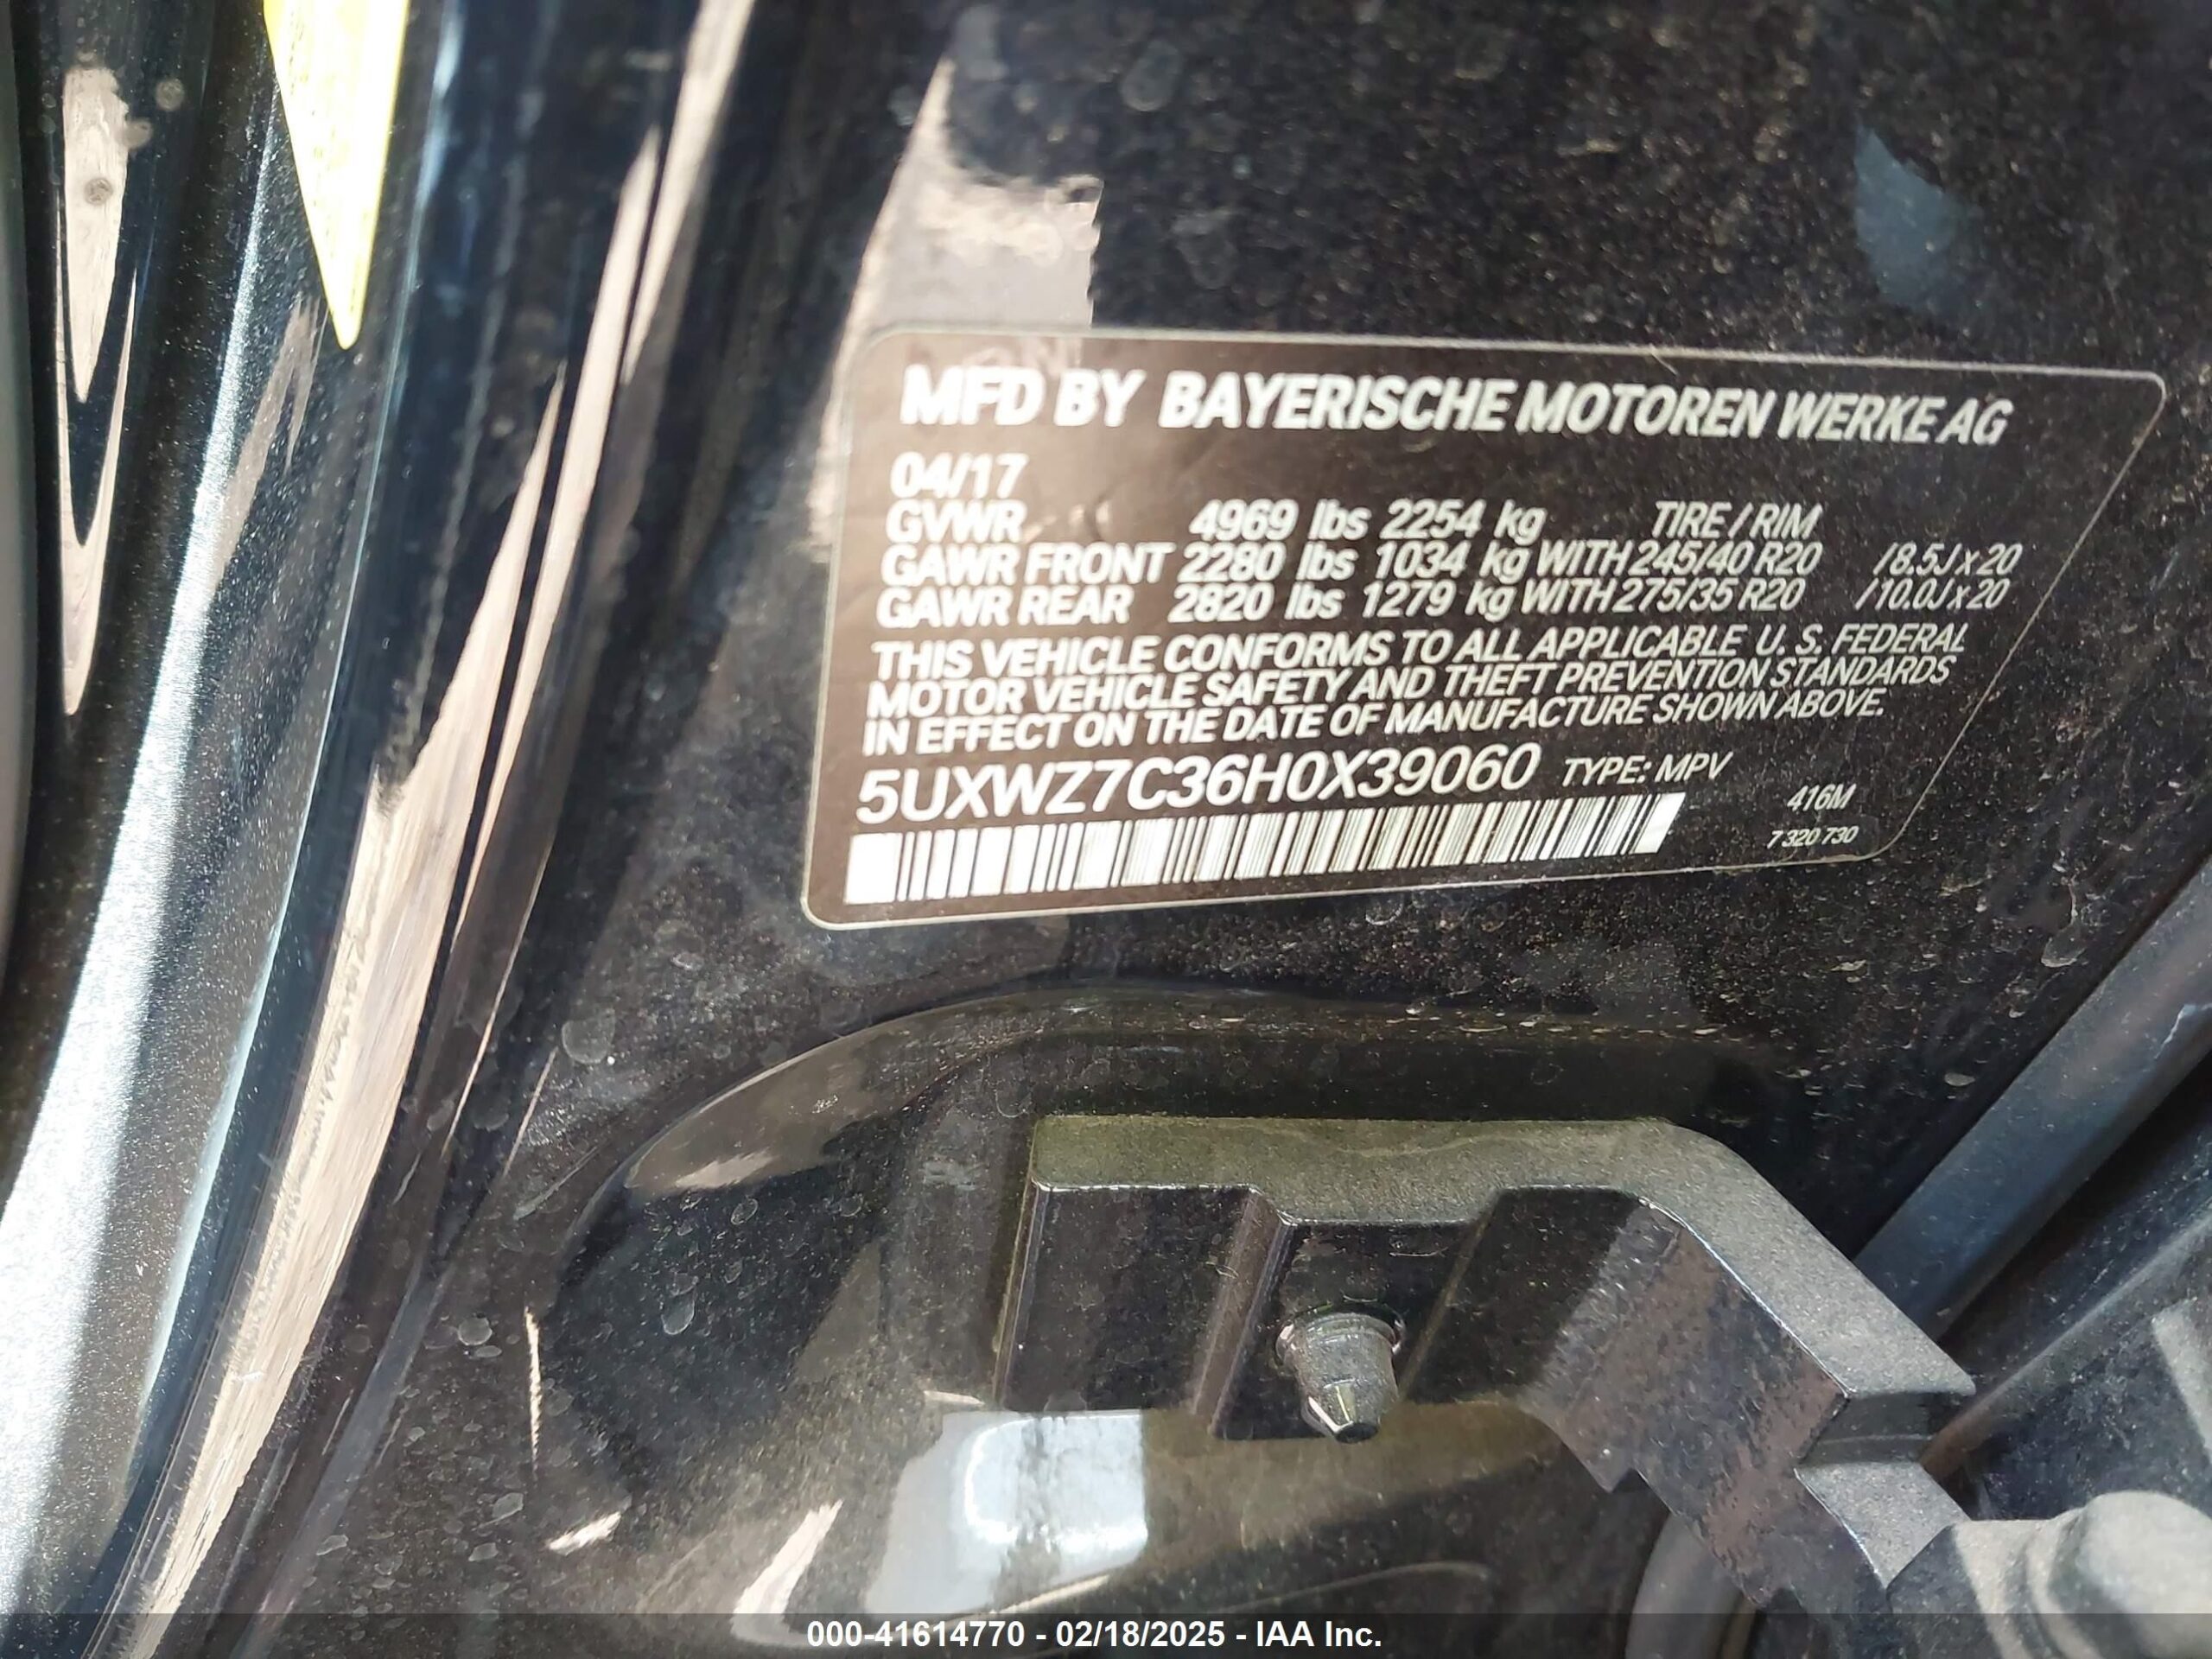 MFD BY BAYERISCHE MOTOREN WERKE AG
04/17
GVWR 4969 lbs 2254 kg TIRE / RIM
GAWR FRONT 2280 lbs 1034 kg WITH 245/40 R20 /8.5J x 20
GAWR REAR 2820 lbs 1279 kg WITH 275/35 R20 /10.0J x 20
THIS VEHICLE CONFORMS TO ALL APPLICABLE U. S. FEDERAL
MOTOR VEHICLE SAFETY AND THEFT PREVENTION STANDARDS
IN EFFECT ON THE DATE OF MANUFACTURE SHOWN ABOVE.
5UXWZ7C36H0X39060 TYPE: MPV
416M
7 320 730
000-41614770 - 02/18/2025 - IAA Inc.